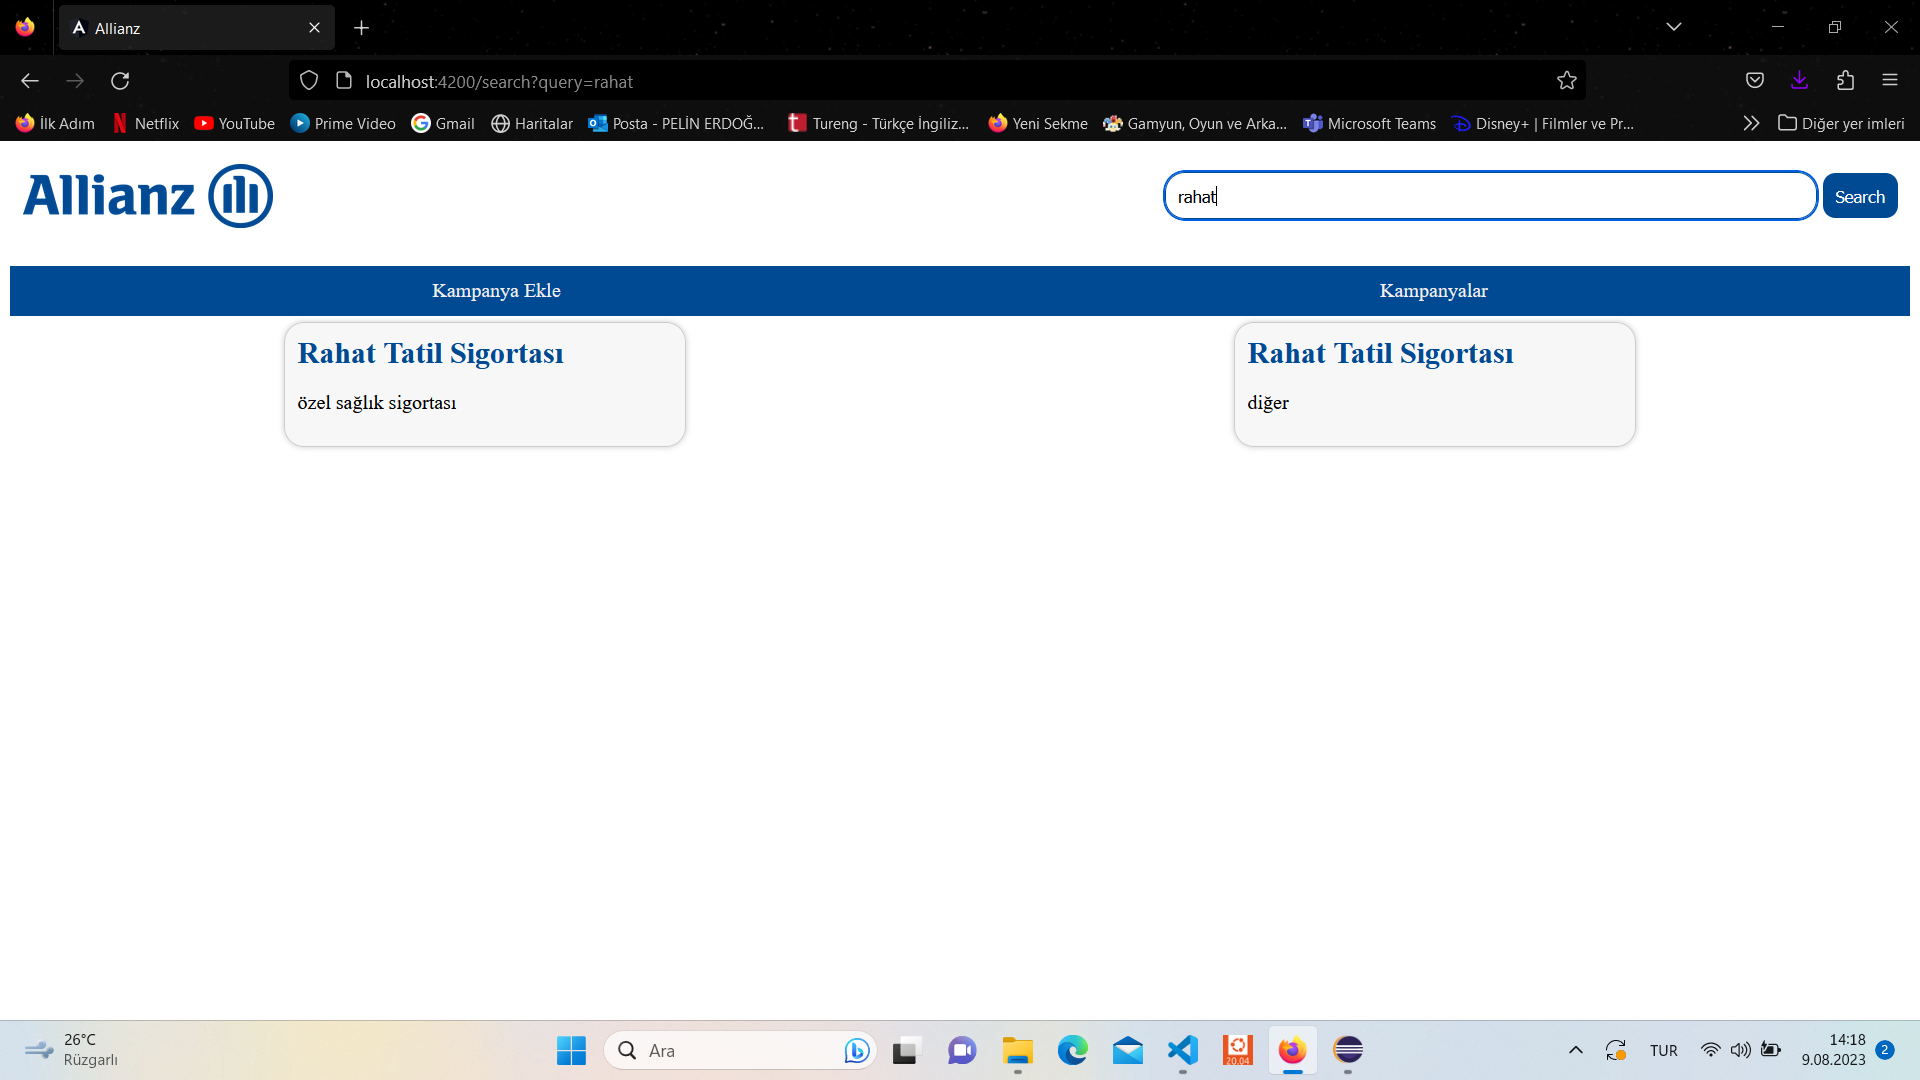 Allianz
localhost:4200/search?query=rahat
İlk Adım
Netflix
YouTube
Prime Video
Gmail
Haritalar
Posta - PELİN ERDOĞ...
Tureng - Türkçe İngiliz...
Yeni Sekme
Gamyun, Oyun ve Arka...
Microsoft Teams
Disney+ | Filmler ve Pr...
Diğer yer imleri
Allianz
rahat
Search
Kampanya Ekle
Kampanyalar
Rahat Tatil Sigortası
özel sağlık sigortası
Rahat Tatil Sigortası
diğer
26°C
Rüzgarlı
Ara
20.04
TUR
14:18
9.08.2023
2